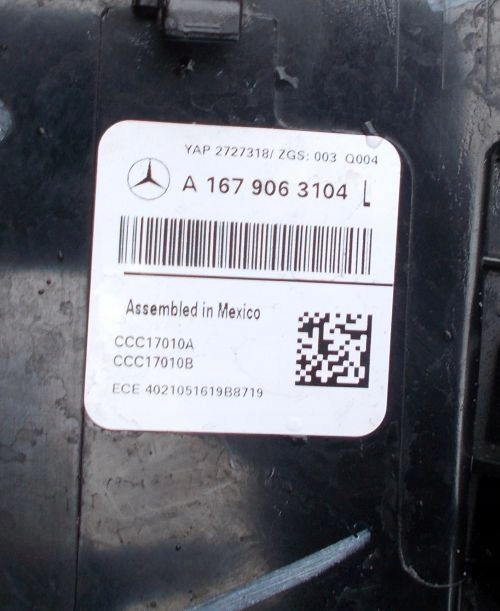 YAP 2727318/ ZGS: 003 Q004
A 167 906 3104 L
Assembled in Mexico
CCC17010A
CCC17010B
ECE 4021051619B8719